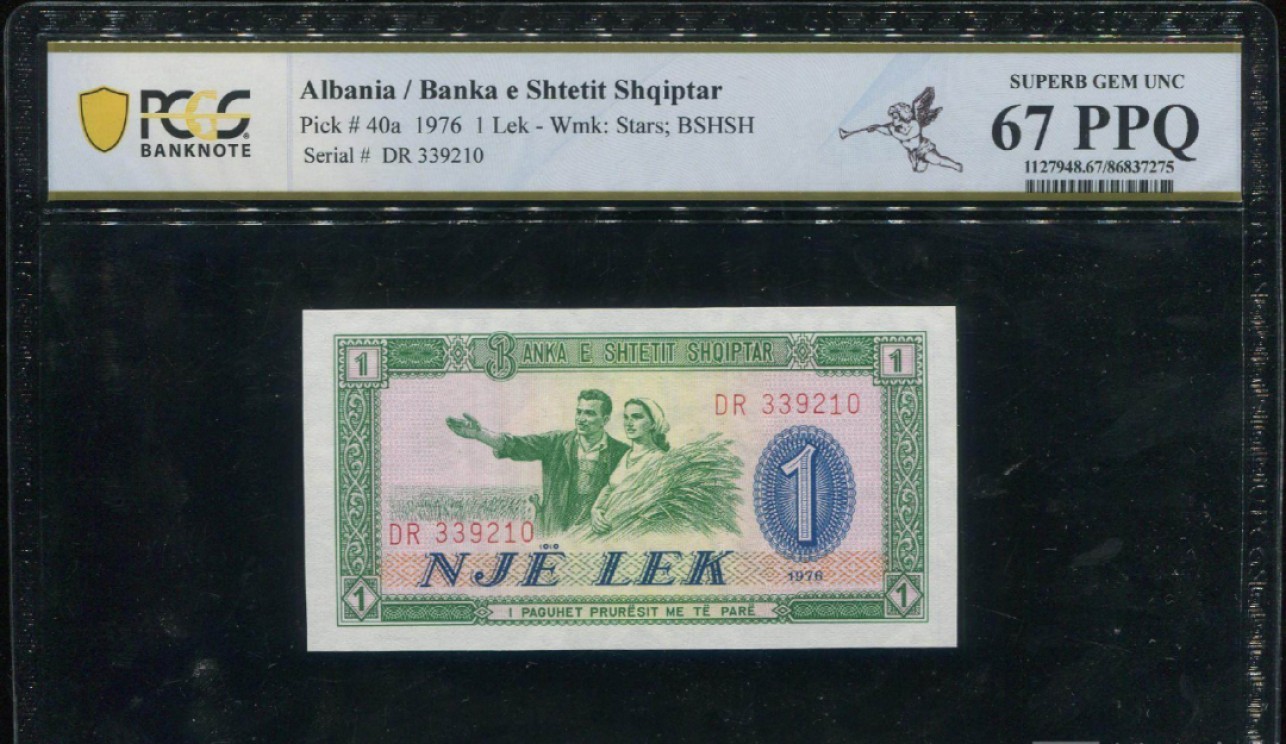 PCGS
BANKNOTE
Albania / Banka e Shtetit Shqiptar
Pick # 40a 1976 1 Lek - Wmk: Stars; BSHSH
Serial # DR 339210
SUPERB GEM UNC
67 PPQ
1127948.67/86837275
1 BANKA E SHTETIT SHQIPTAR 1
DR 339210
1
DR 339210
NJË LEK
1976
1 I PAGUHET PRURËSIT ME TË PARË 1